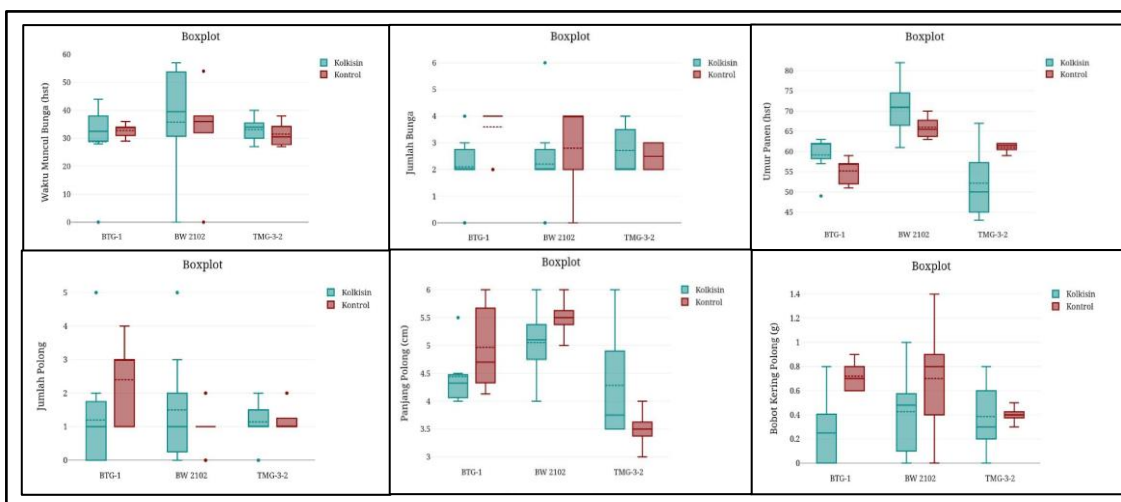 Boxplot
Kolkisin
Kontrol
Waktu Muncul Bunga (hst)
60
50
40
30
20
10
0
BTG-1 BW 2102 TMG-3-2
Boxplot
Kolkisin
Kontrol
Jumlah Bunga
6
5
4
3
2
1
0
BTG-1 BW 2102 TMG-3-2
Boxplot
Kolkisin
Kontrol
Umur Panen (hst)
80
75
70
65
60
55
50
45
BTG-1 BW 2102 TMG-3-2
Boxplot
Kolkisin
Kontrol
Jumlah Polong
5
4
3
2
1
0
BTG-1 BW 2102 TMG-3-2
Boxplot
Kolkisin
Kontrol
Panjang Polong (cm)
6
5.5
5
4.5
4
3.5
3
BTG-1 BW 2102 TMG-3-2
Boxplot
Kolkisin
Kontrol
Bobot Kering Polong (g)
1.4
1.2
1
0.8
0.6
0.4
0.2
0
BTG-1 BW 2102 TMG-3-2